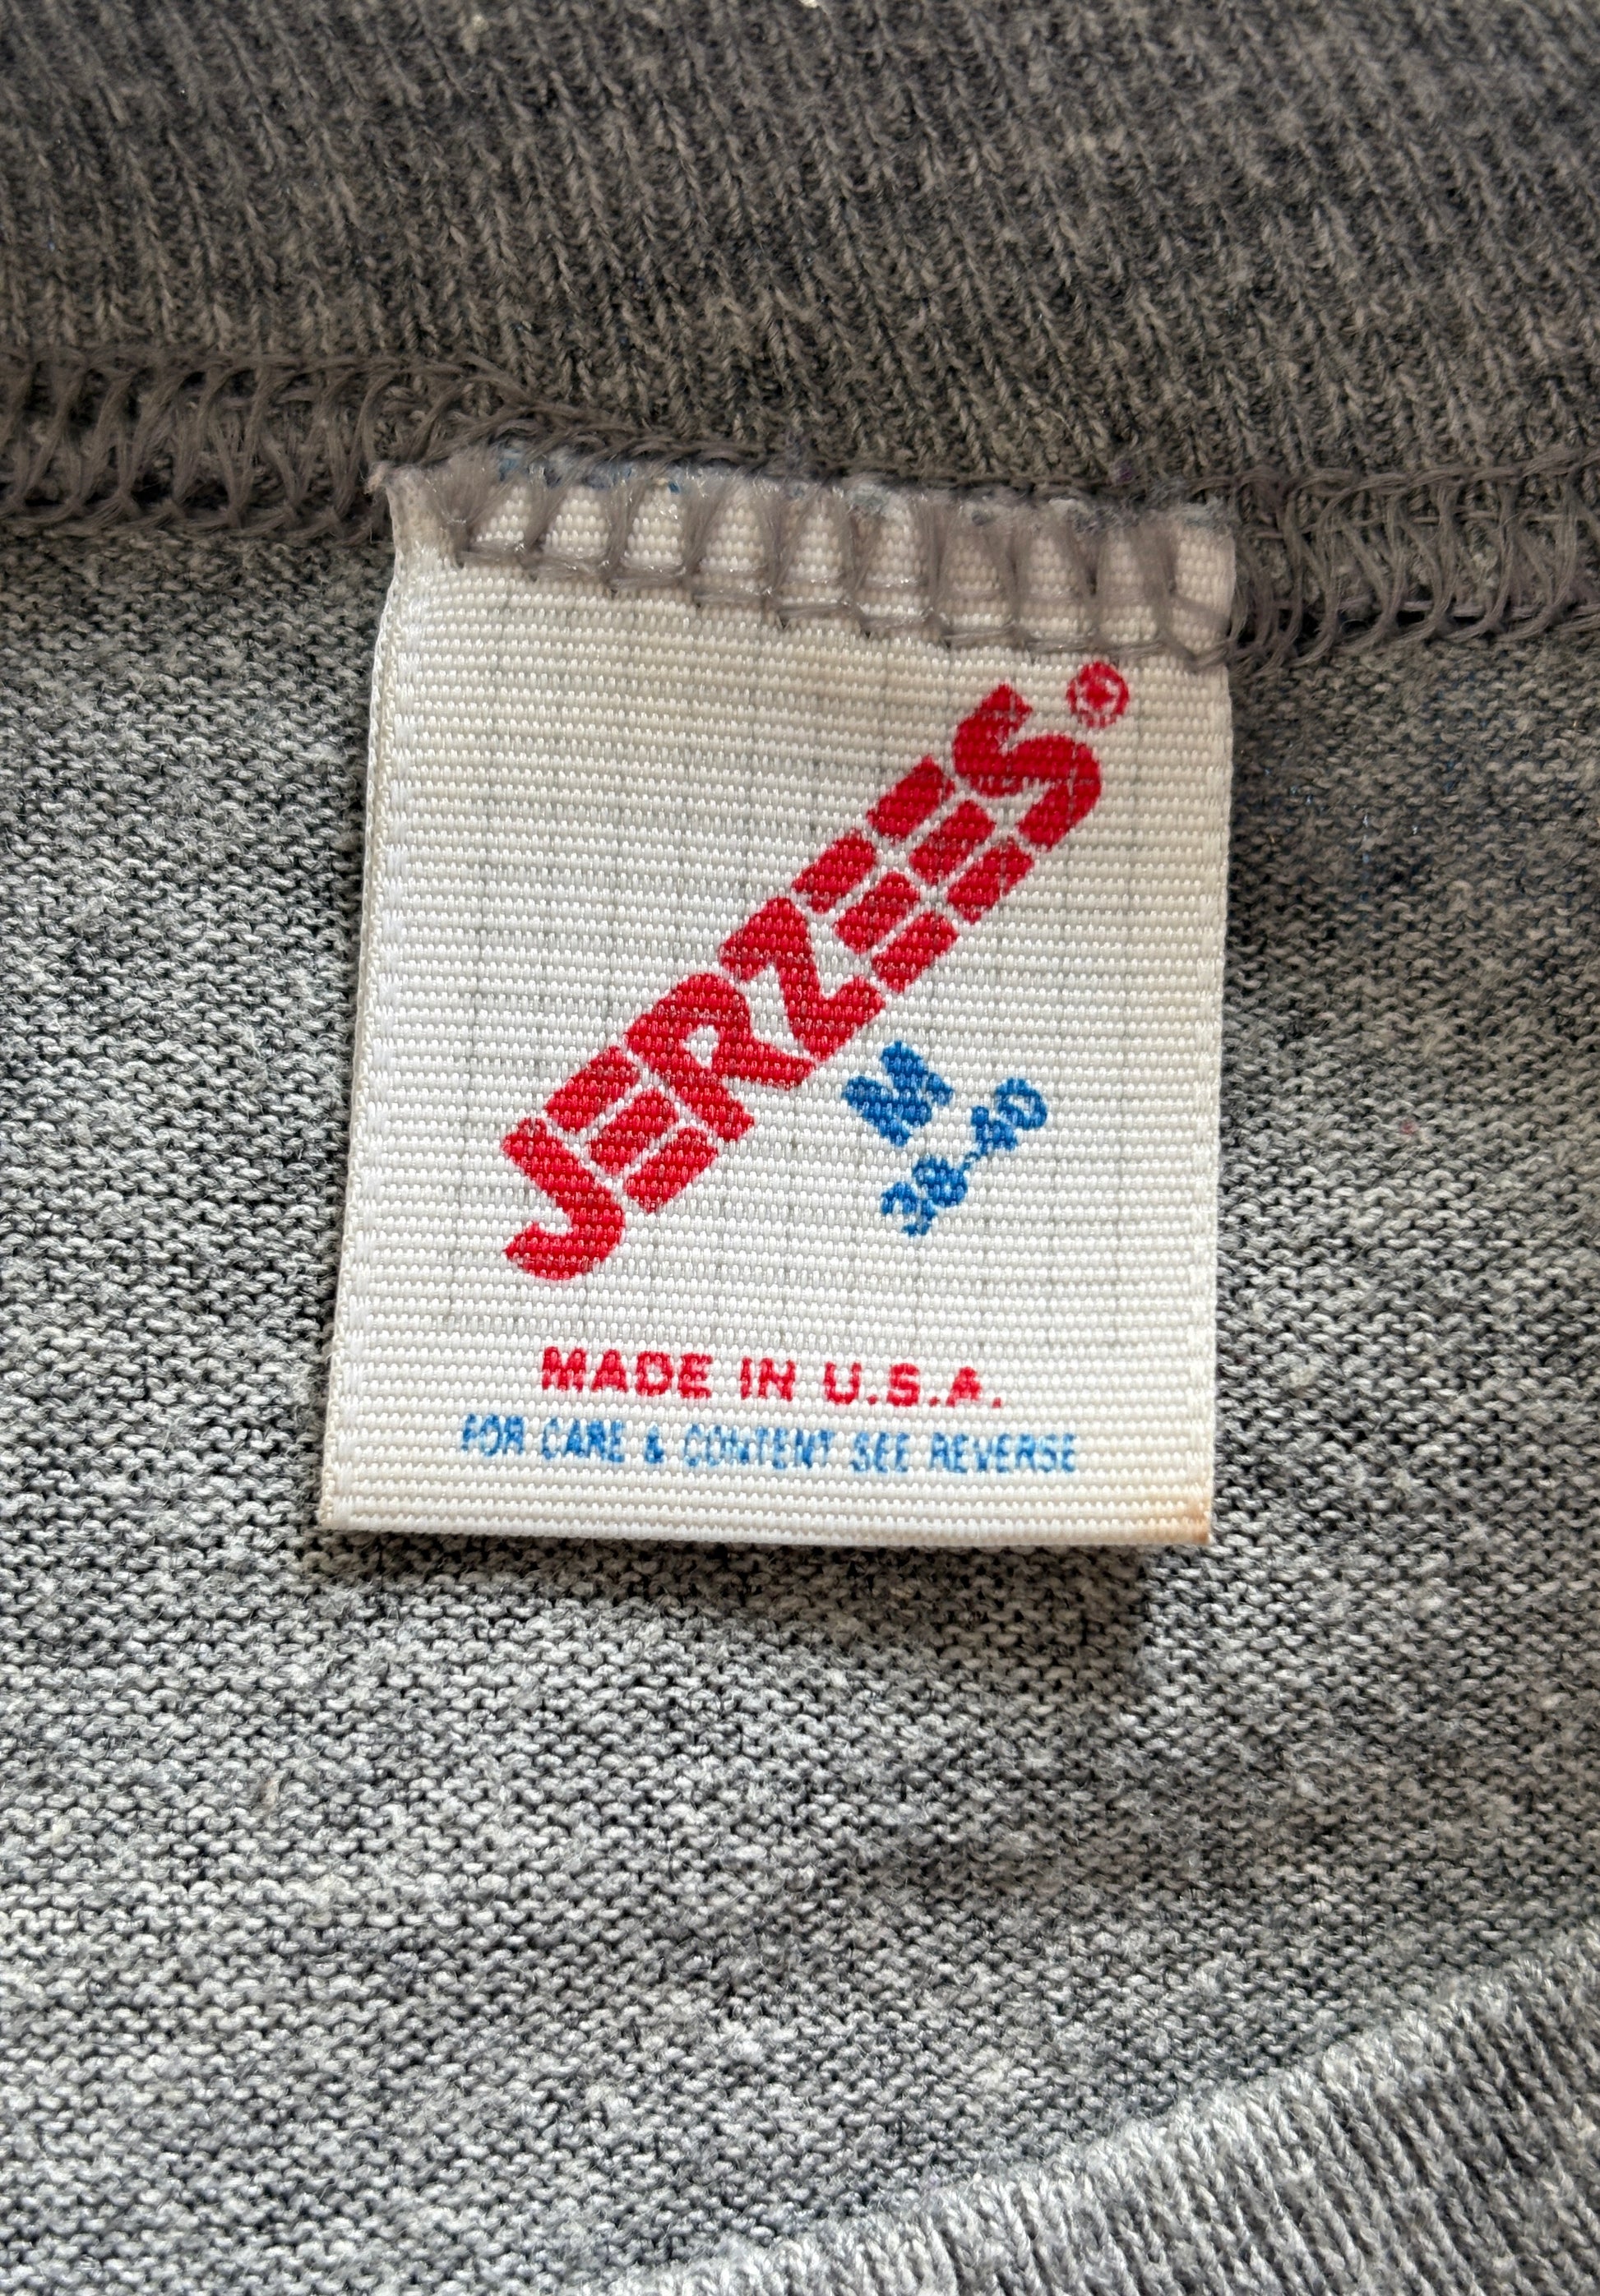 JERZEES®
M
38-40
MADE IN U.S.A.
FOR CARE & CONTENT SEE REVERSE